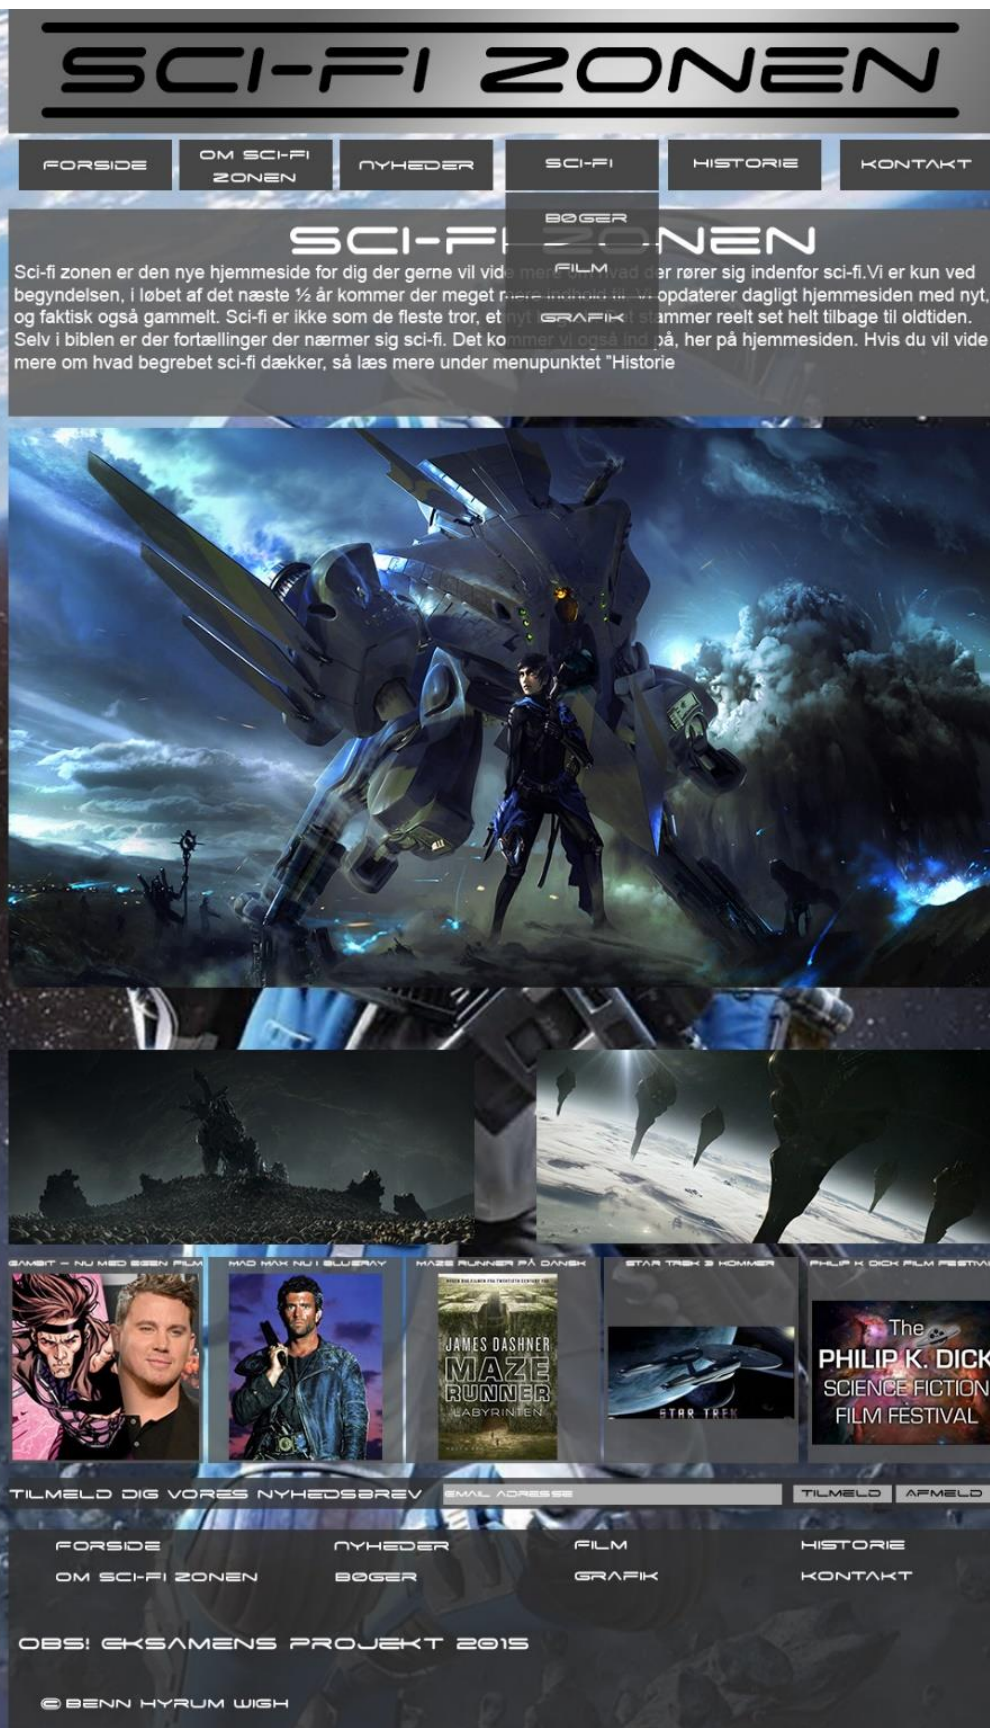 SCI-FI ZONEN
FORSIDE
OM SCI-FI
ZONEN
NYHEDER
SCI-FI
HISTORIE
KONTAKT
BØGER
FILM
GRAFIK
SCI-FI ZONEN
Sci-fi zonen er den nye hjemmeside for dig der gerne vil vide mere om hvad der rører sig indenfor sci-fi.Vi er kun ved
begyndelsen, i løbet af det næste ½ år kommer der meget mere indhold til. Vi opdaterer dagligt hjemmesiden med nyt,
og faktisk også gammelt. Sci-fi er ikke som de fleste tror, et nyt stammer reelt set helt tilbage til oldtiden.
Selv i biblen er der fortællinger der nærmer sig sci-fi. Det kommer vi også ind på, her på hjemmesiden. Hvis du vil vide
mere om hvad begrebet sci-fi dækker, så læs mere under menupunktet "Historie
GAMBIT - NU MED EGEN FILM
MAD MAX NU I BLUERAY
MAZE RUNNER PÅ DANSK
STAR TREK 3 KOMMER
PHILIP K DICK FILM FESTIVAL
JAMES DASHNER
MAZE
RUNNER
LABYRINTEN
STAR TREK
The
PHILIP K. DICK
SCIENCE FICTION
FILM FESTIVAL
TILMELD DIG VORES NYHEDSBREV
EMAIL ADRESSE
TILMELD
AFMELD
FORSIDE
NYHEDER
FILM
HISTORIE
OM SCI-FI ZONEN
BØGER
GRAFIK
KONTAKT
OBS! EKSAMENS PROJEKT 2015
© BENN HYRUM WIGH